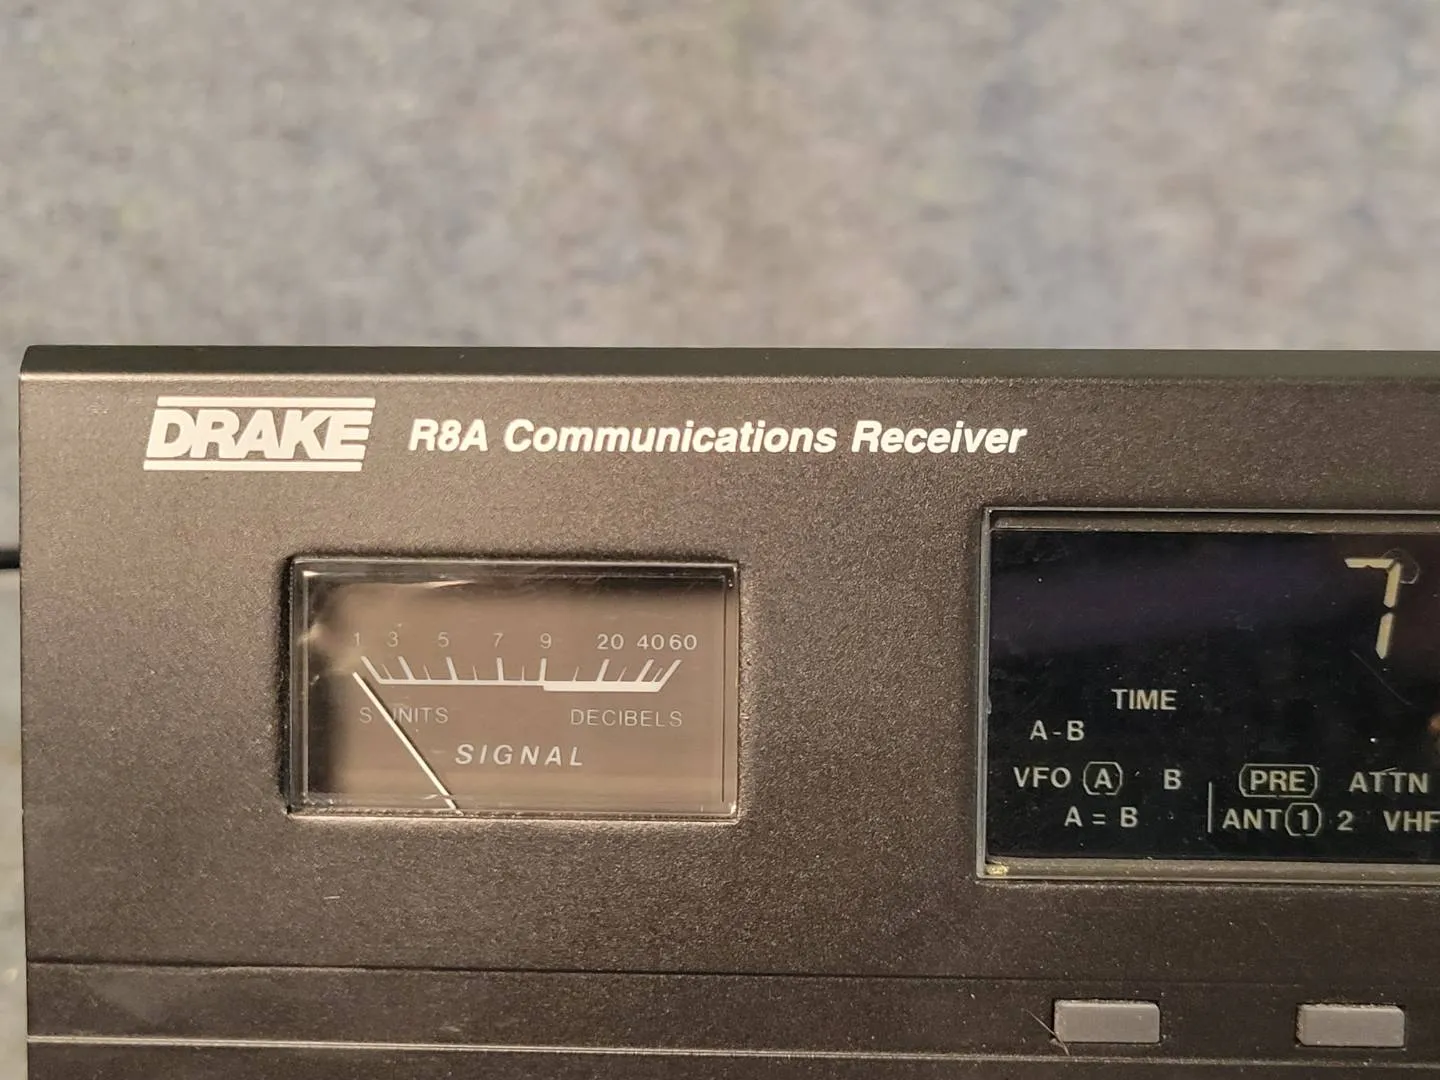 DRAKE R8A Communications Receiver
1 3 5 7 9 20 40 60
S UNITS DECIBELS
SIGNAL
7
TIME
A-B
VFO A B PRE ATTN
A = B ANT 1 2 VHF